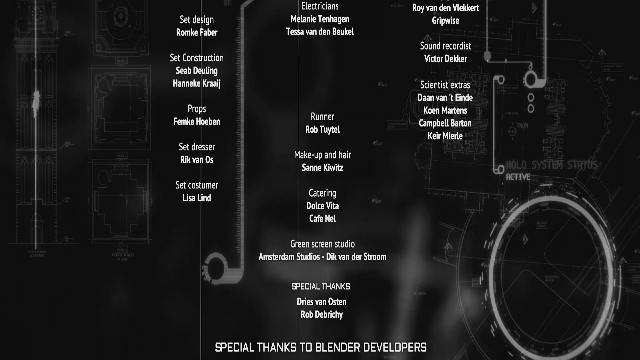 Set design
Romke Faber
Set Construction
Seab Deuling
Hanneke Kraaij
Props
Femke Hoeben
Set dresser
Rik van Os
Set costumer
Lisa Lind
Electricians
Melanie Tenhagen
Tessa van den Beukel
Runner
Rob Tuytel
Make-up and hair
Sanne Kiwitz
Catering
Dolce Vita
Cafe Nel
Green screen studio
Amsterdam Studios - Dik van der Stroom
SPECIAL THANKS
Dries van Osten
Rob Debrichy
Roy van den Vlekkert
Gripwise
Sound recordist
Victor Dekker
Scientist extras
Daan van 't Einde
Koen Martens
Campbell Barton
Keir Mierle
HOLO SYSTEM STATUS
ACTIVE
SPECIAL THANKS TO BLENDER DEVELOPERS